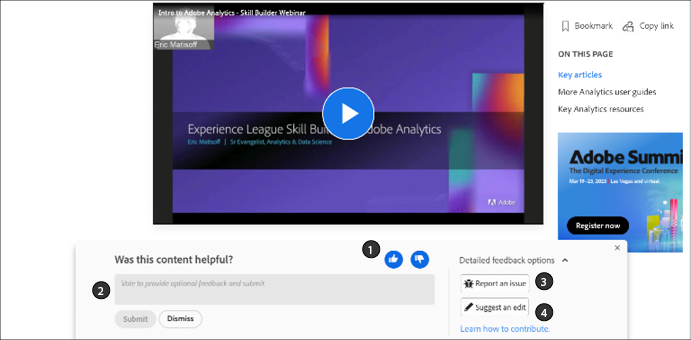 Intro to Adobe Analytics - Skill Builder Webinar
Eric Matisoff
Experience League Skill Buil
dobe Analytics
Eric Matisoff | Sr Evangelist, Analytics & Data Science
Adobe
Bookmark
Copy link
ON THIS PAGE
Key articles
More Analytics user guides
Key Analytics resources
Adobe Summi
The Digital Experience Conference
Mar 19–23, 2023 Las Vegas and virtual
Register now
Was this content helpful?
1
Detailed feedback options
2
Vote to provide optional feedback and submit
3
Report an issue
4
Suggest an edit
Submit
Dismiss
Learn how to contribute.